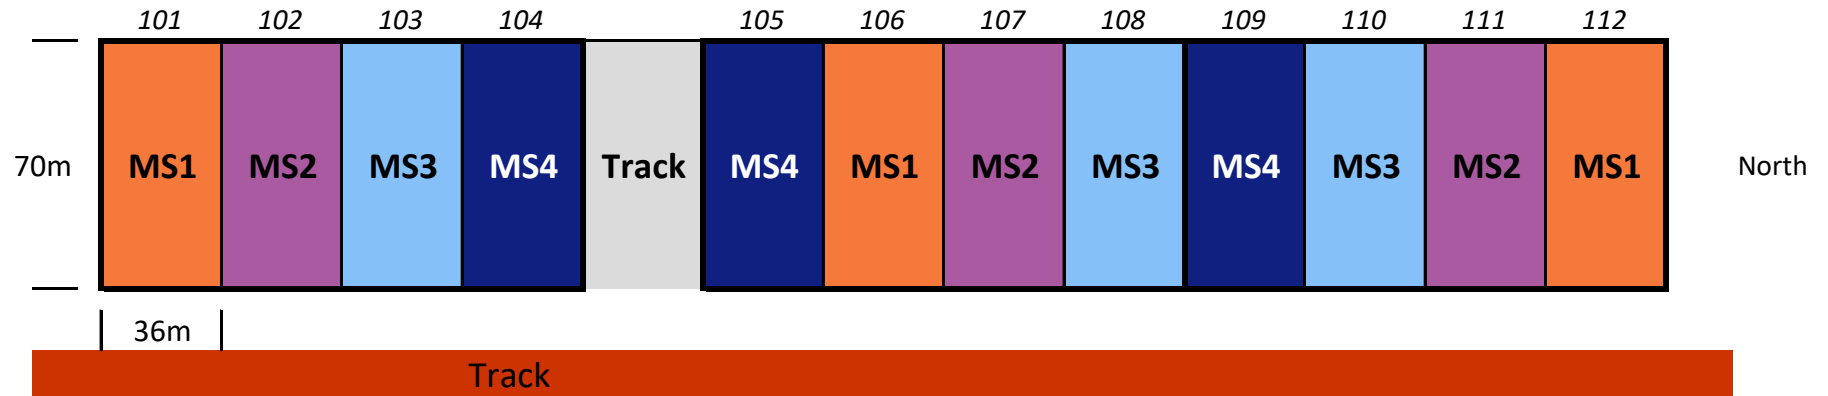 101 102 103 104 105 106 107 108 109 110 111 112
70m MS1 MS2 MS3 MS4 Track MS4 MS1 MS2 MS3 MS4 MS3 MS2 MS1 North
36m
Track